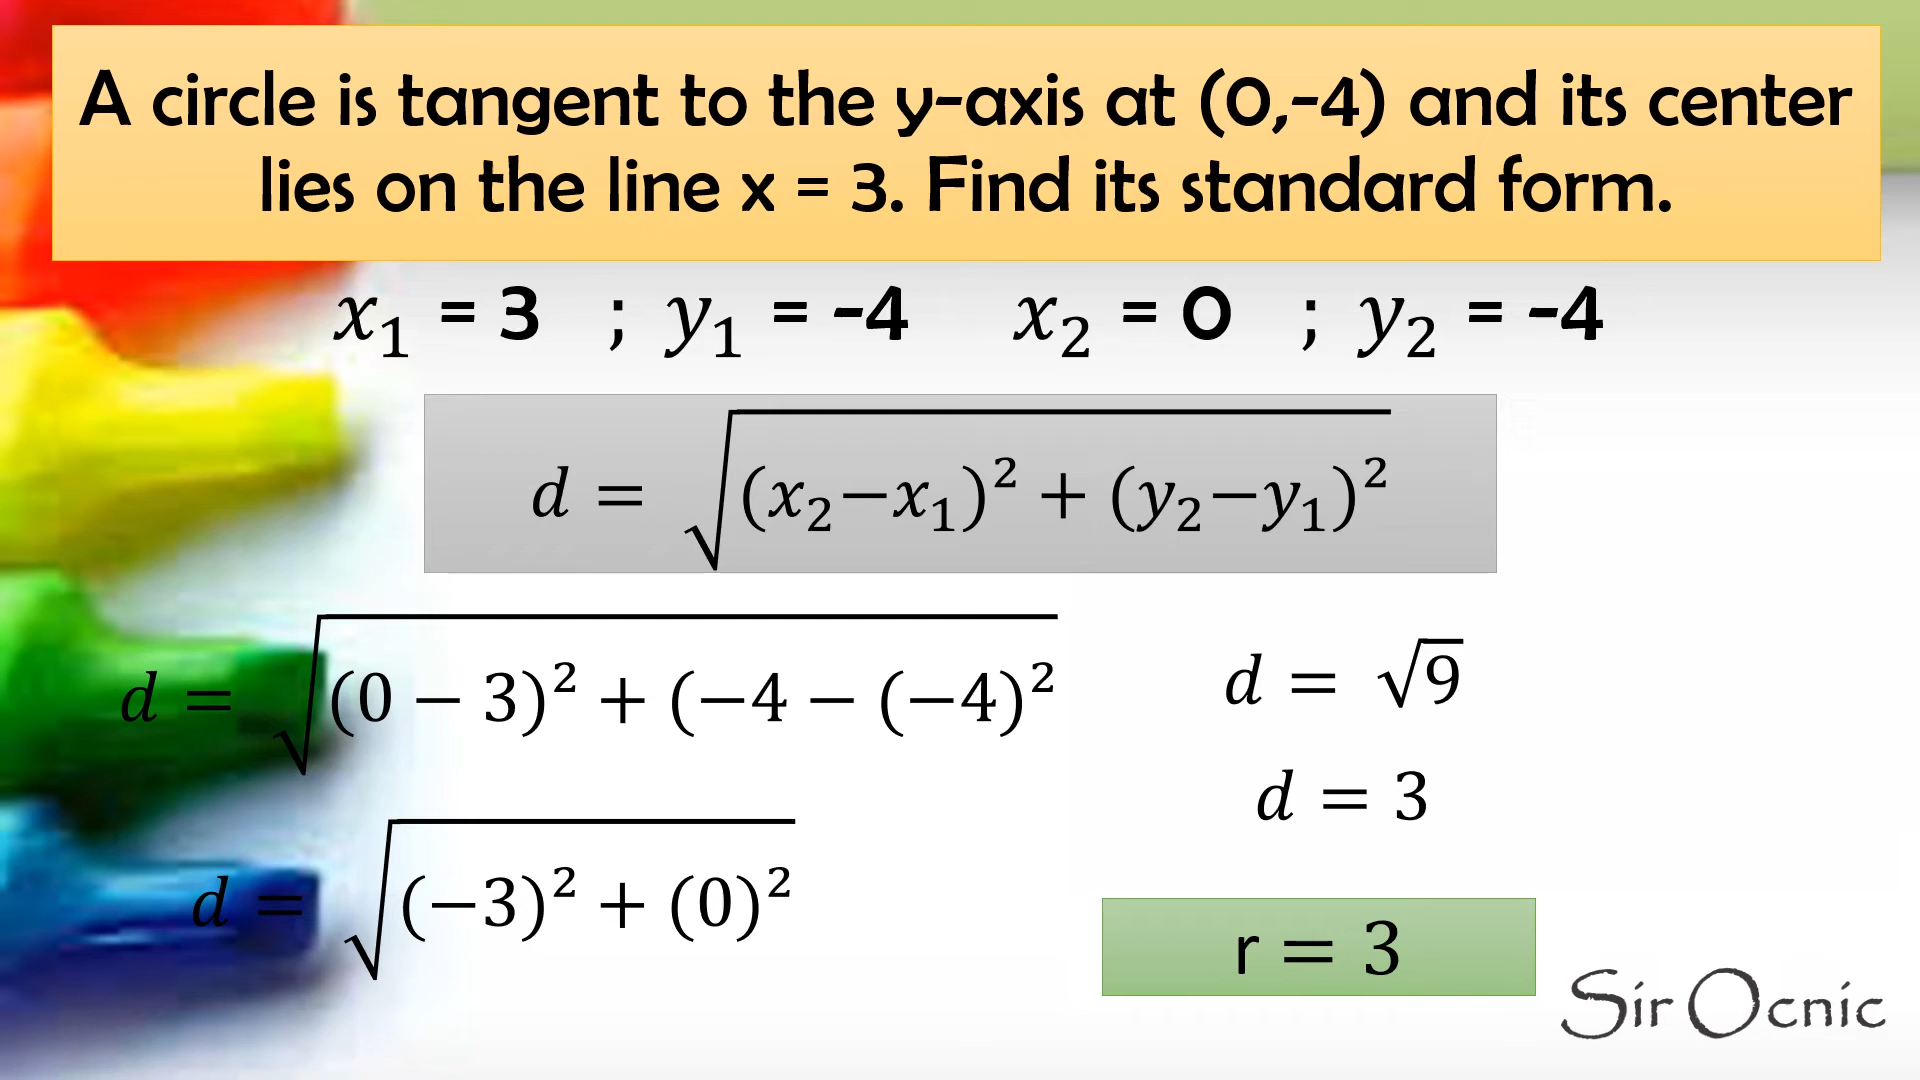 A circle is tangent to the y-axis at (0,-4) and its center
lies on the line x = 3. Find its standard form.
x₁ = 3 ; y₁ = -4 x₂ = 0 ; y₂ = -4
d = √((x₂−x₁)² + (y₂−y₁)²)
d = √((0 − 3)² + (−4 − (−4)²
d = √((−3)² + (0)²)
d = √9
d = 3
r = 3
Sir Ocnic